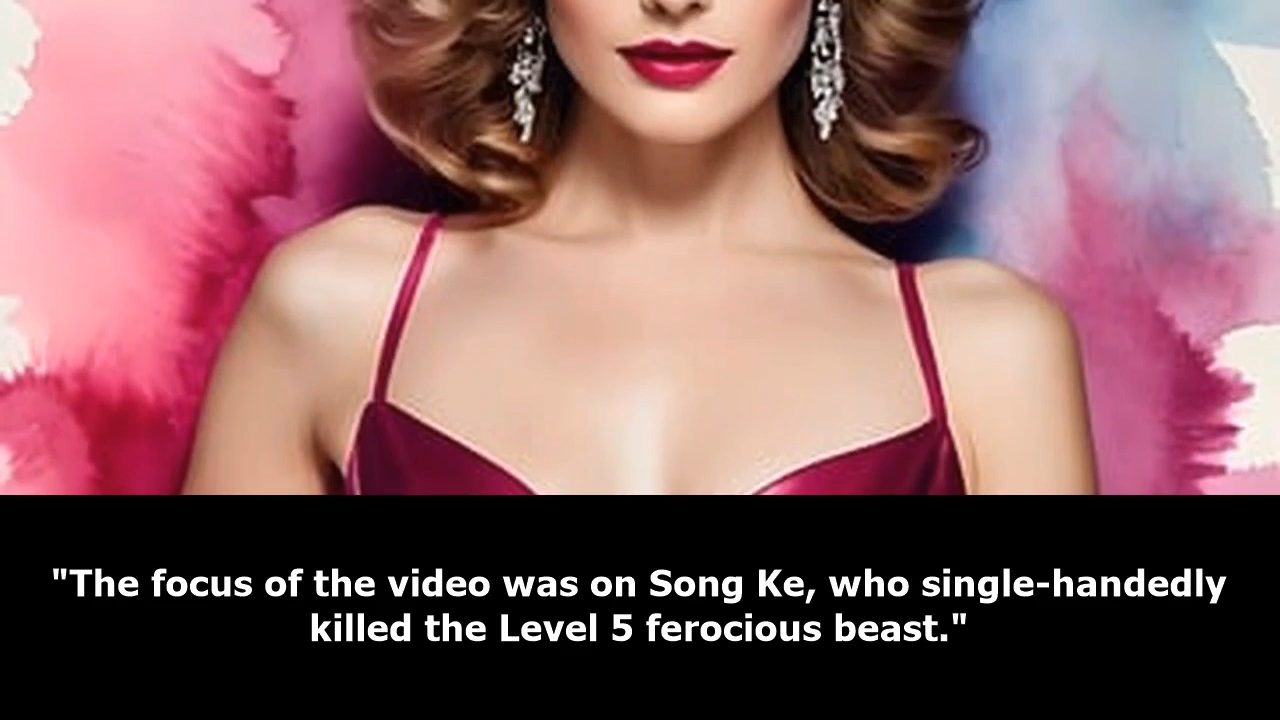 "The focus of the video was on Song Ke, who single-handedly
killed the Level 5 ferocious beast."